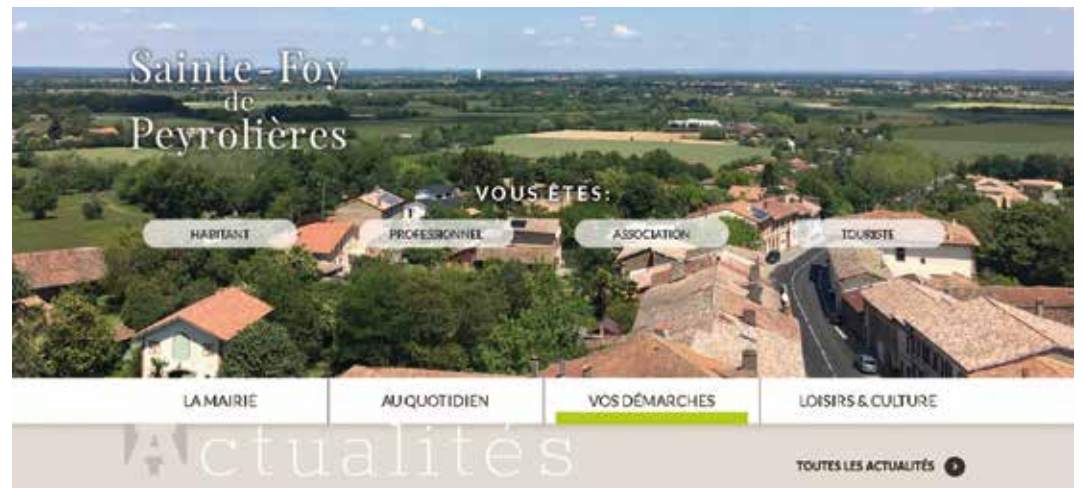 Sainte-Foy
de
Peyrolières
VOUS ÊTES:
HABITANT
PROFESSIONNEL
ASSOCIATION
TOURISTE
LA MAIRIE
AU QUOTIDIEN
VOS DÉMARCHES
LOISIRS & CULTURE
Actualités
TOUTES LES ACTUALITÉS